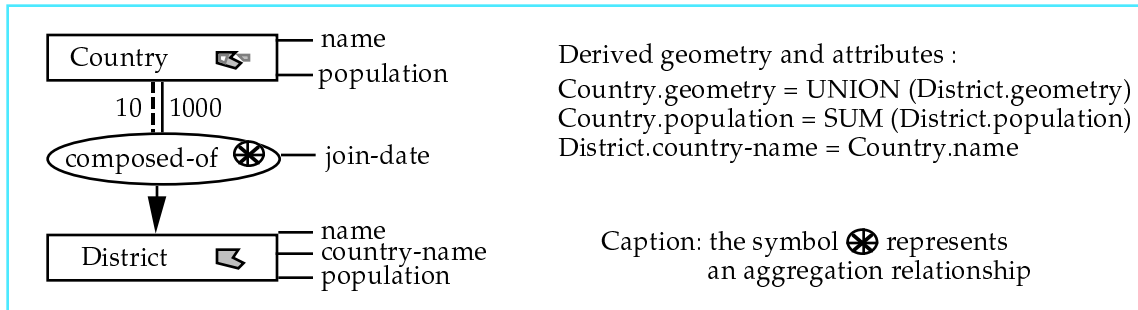 Country
name
population
10
1000
composed-of
join-date
District
name
country-name
population
Derived geometry and attributes :
Country.geometry = UNION (District.geometry)
Country.population = SUM (District.population)
District.country-name = Country.name
Caption: the symbol represents
an aggregation relationship